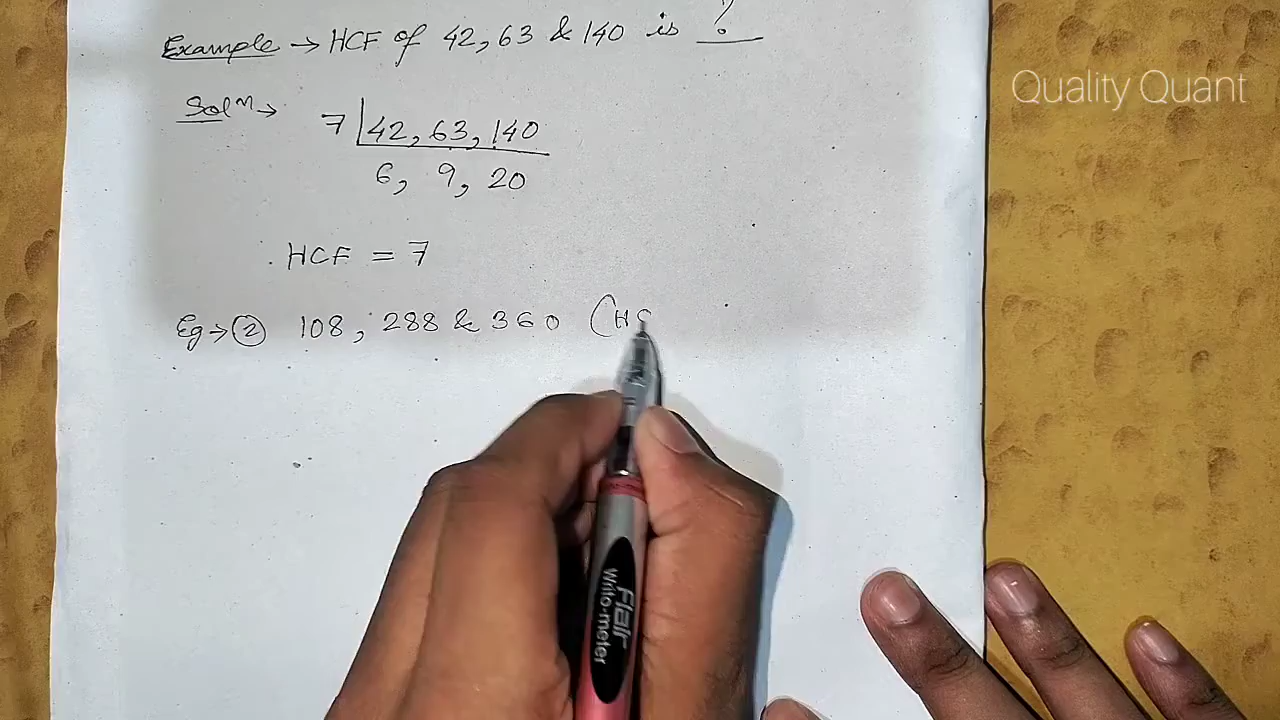 Example → HCF of 42, 63 & 140 is ?
Quality Quant
Solⁿ → 7 | 42, 63, 140
6, 9, 20
HCF = 7
Eg → ② 108, 288 & 360 (HC
Flair
Writo-meter